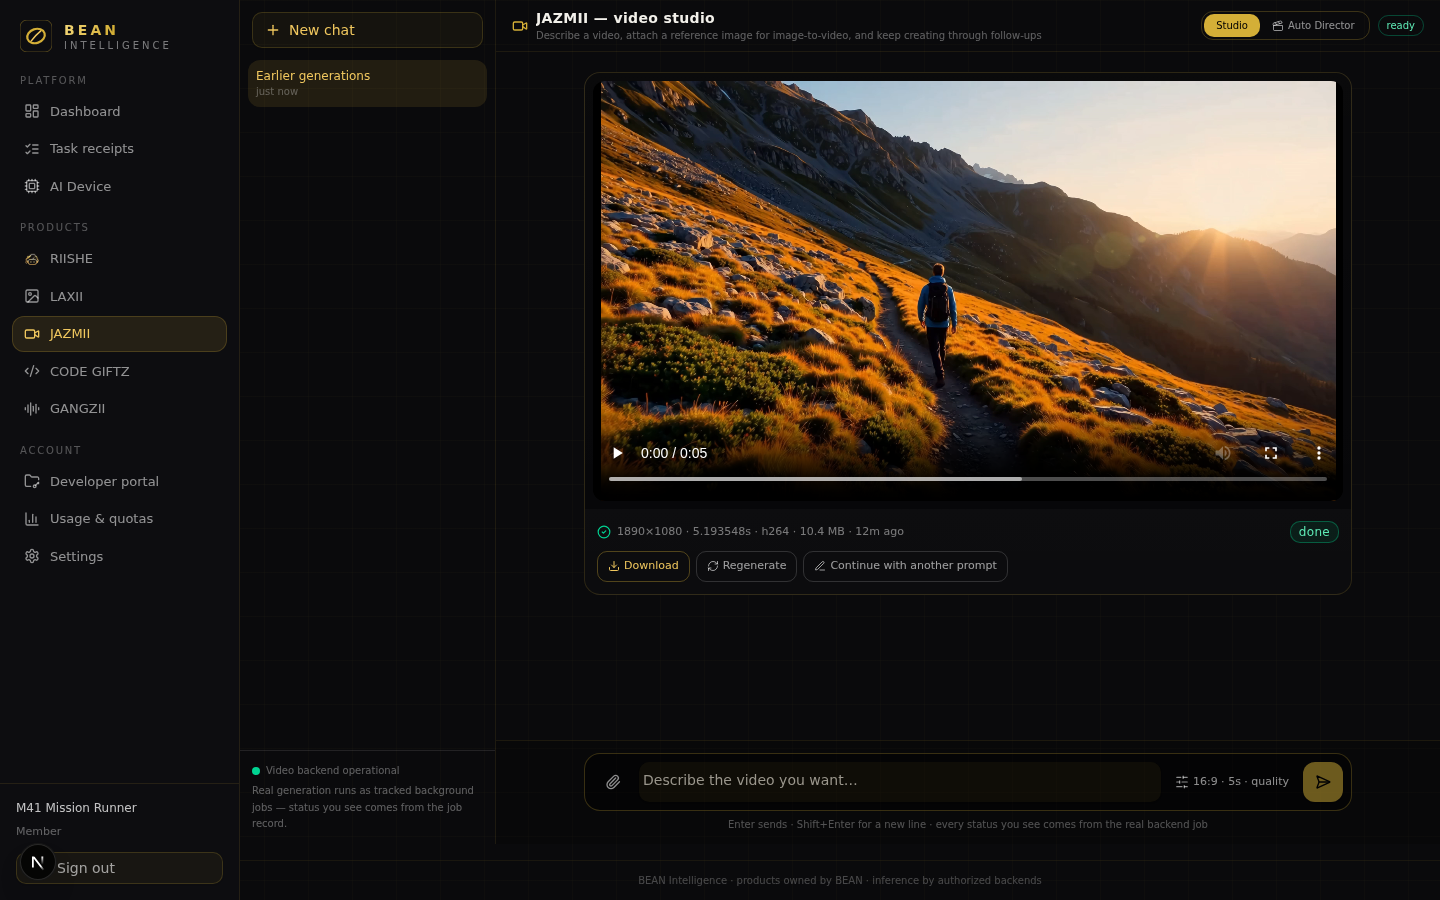 BEAN
INTELLIGENCE
PLATFORM
Dashboard
Task receipts
AI Device
PRODUCTS
RIISHE
LAXII
JAZMII
CODE GIFTZ
GANGZII
ACCOUNT
Developer portal
Usage & quotas
Settings
M41 Mission Runner
Member
N
Sign out
New chat
Earlier generations
just now
Video backend operational
Real generation runs as tracked background
jobs — status you see comes from the job
record.
JAZMII — video studio
Describe a video, attach a reference image for image-to-video, and keep creating through follow-ups
Studio
Auto Director
ready
0:00 / 0:05
1890×1080 · 5.193548s · h264 · 10.4 MB · 12m ago
done
Download
Regenerate
Continue with another prompt
Describe the video you want…
16:9 · 5s · quality
Enter sends · Shift+Enter for a new line · every status you see comes from the real backend job
BEAN Intelligence · products owned by BEAN · inference by authorized backends